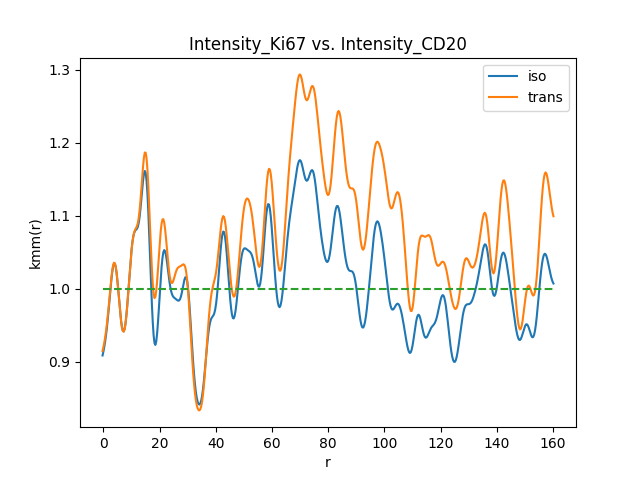 Intensity_Ki67 vs. Intensity_CD20
iso
trans
kmm(r)
1.3
1.2
1.1
1.0
0.9
0 20 40 60 80 100 120 140 160
r